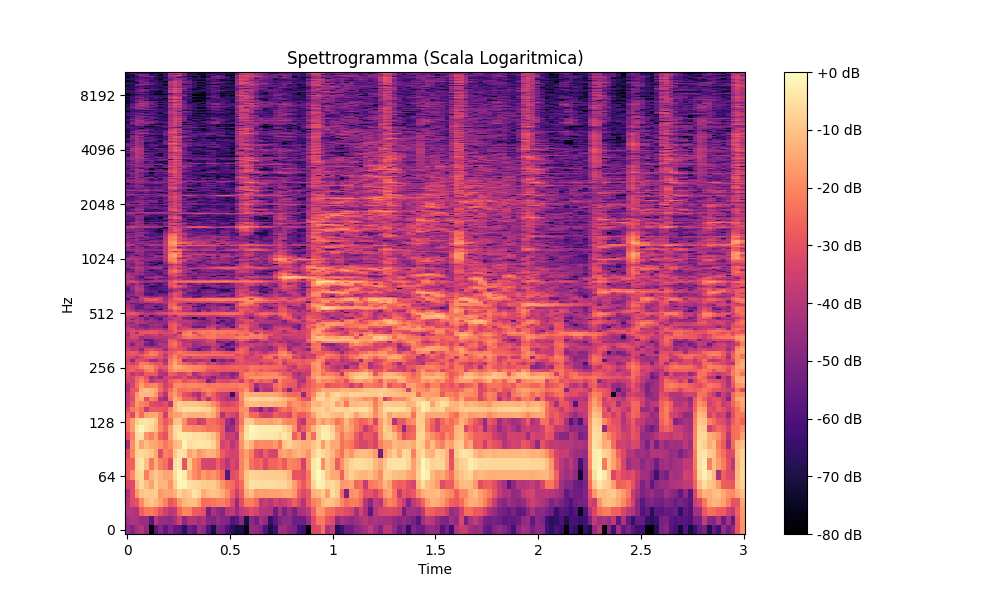 Spettrogramma (Scala Logaritmica)
Hz
8192
4096
2048
1024
512
256
128
64
0
0
0.5
1
1.5
2
2.5
3
Time
+0 dB
-10 dB
-20 dB
-30 dB
-40 dB
-50 dB
-60 dB
-70 dB
-80 dB